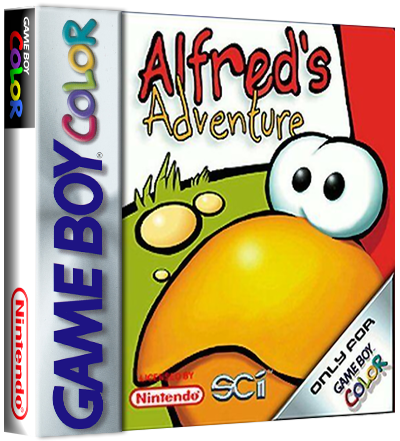 GAME BOY COLOR
Nintendo
GAME BOY COLOR
Alfred's
Adventure
LICENSED BY
Nintendo
SCi
ONLY FOR
GAME BOY
COLOR